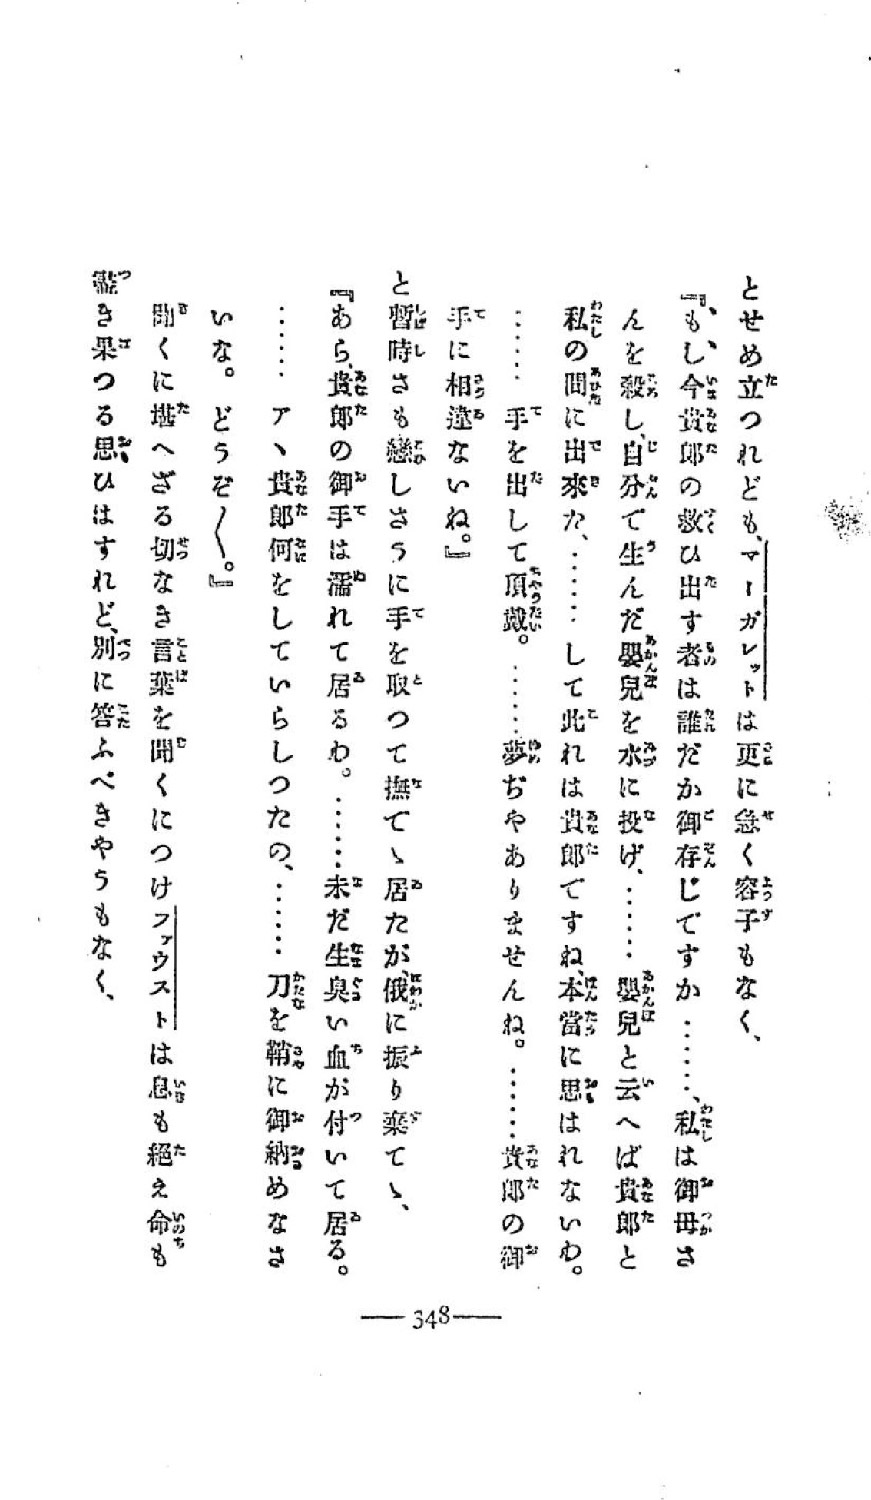 とせめ立つれども、マーガレットは更に急く容子もなく、
『もし、今、貴郎の救ひ出す者は誰だか御存じですか‥‥‥、私は御母さ
んを殺し、自分で生んだ嬰兒を水に投げ、‥‥‥嬰兒と云へば貴郎と
私の間に出來た、‥‥‥して此れは貴郎ですね、本當に思はれないわ。
‥‥‥手を出して頂戴。‥‥‥夢ぢやありませんね。‥‥‥貴郎の御
手に相違ないね。』
と暫時さも戀しさうに手を取つて撫てゝ居たが、俄に振り棄てゝ、
『あら、貴郎の御手は濡れて居るわ。‥‥‥未だ生臭い血が付いて居る。
‥‥‥アヽ貴郎何をしていらしつたの、‥‥‥刀を鞘に御納めなさ
いな。どうぞ〳〵。』
聞くに堪へざる切なき言葉を聞くにつけファウストは息も絶え命も
盡き果つる思ひはすれど、別に答ふべきやうもなく、
348